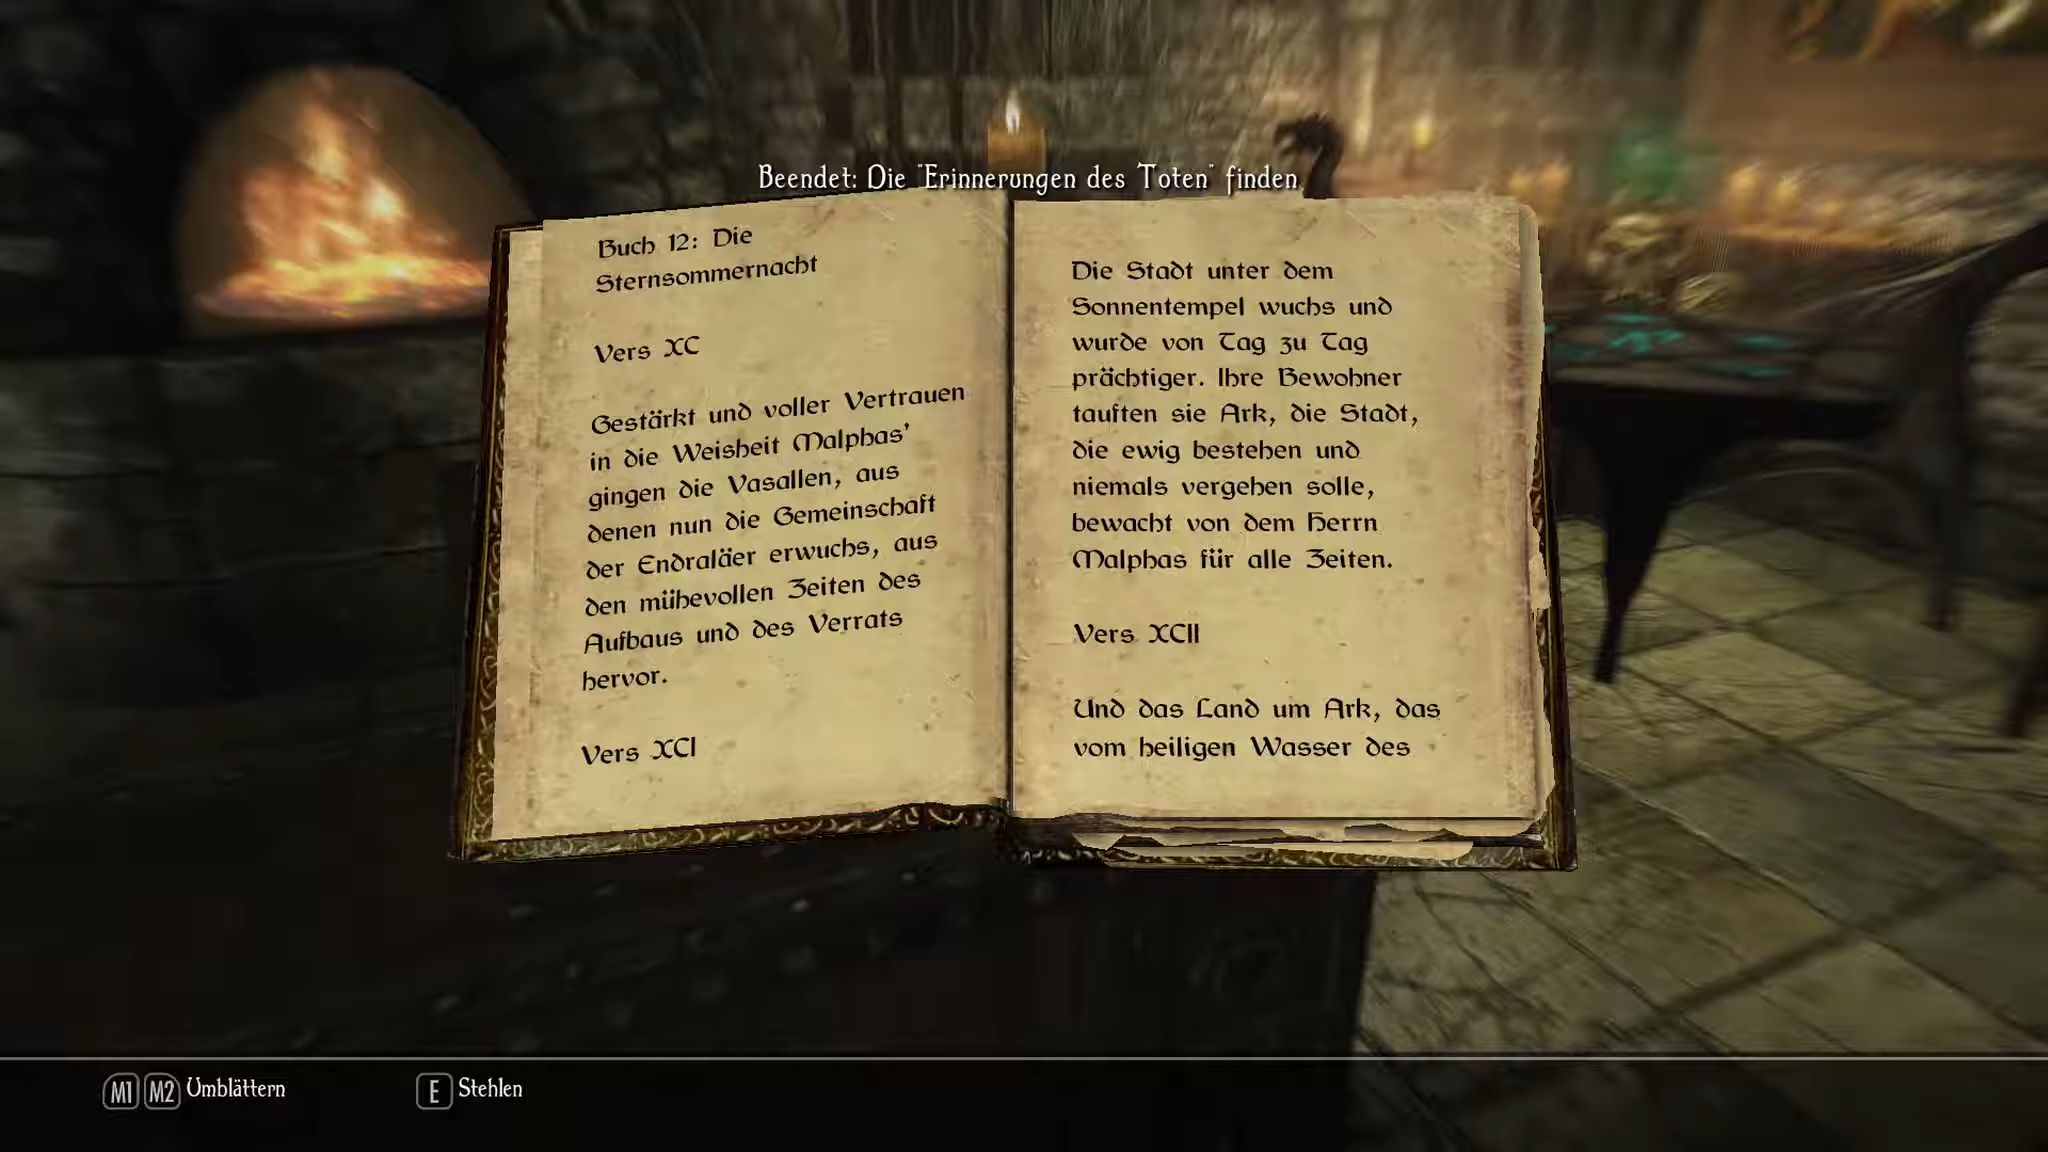 Beendet: Die "Erinnerungen des Toten" finden
Buch 12: Die
Sternsommernacht
Vers XC
Gestärkt und voller Vertrauen
in die Weisheit Malphas'
gingen die Vasallen, aus
denen nun die Gemeinschaft
der Endraläer erwuchs, aus
den mühevollen Zeiten des
Aufbaus und des Verrats
hervor.
Vers XCI
Die Stadt unter dem
Sonnentempel wuchs und
wurde von Tag zu Tag
prächtiger. Ihre Bewohner
tauften sie Ark, die Stadt,
die ewig bestehen und
niemals vergehen solle,
bewacht von dem Herrn
Malphas für alle Zeiten.
Vers XCII
Und das Land um Ark, das
vom heiligen Wasser des
M1 M2 Umblättern
E Stehlen